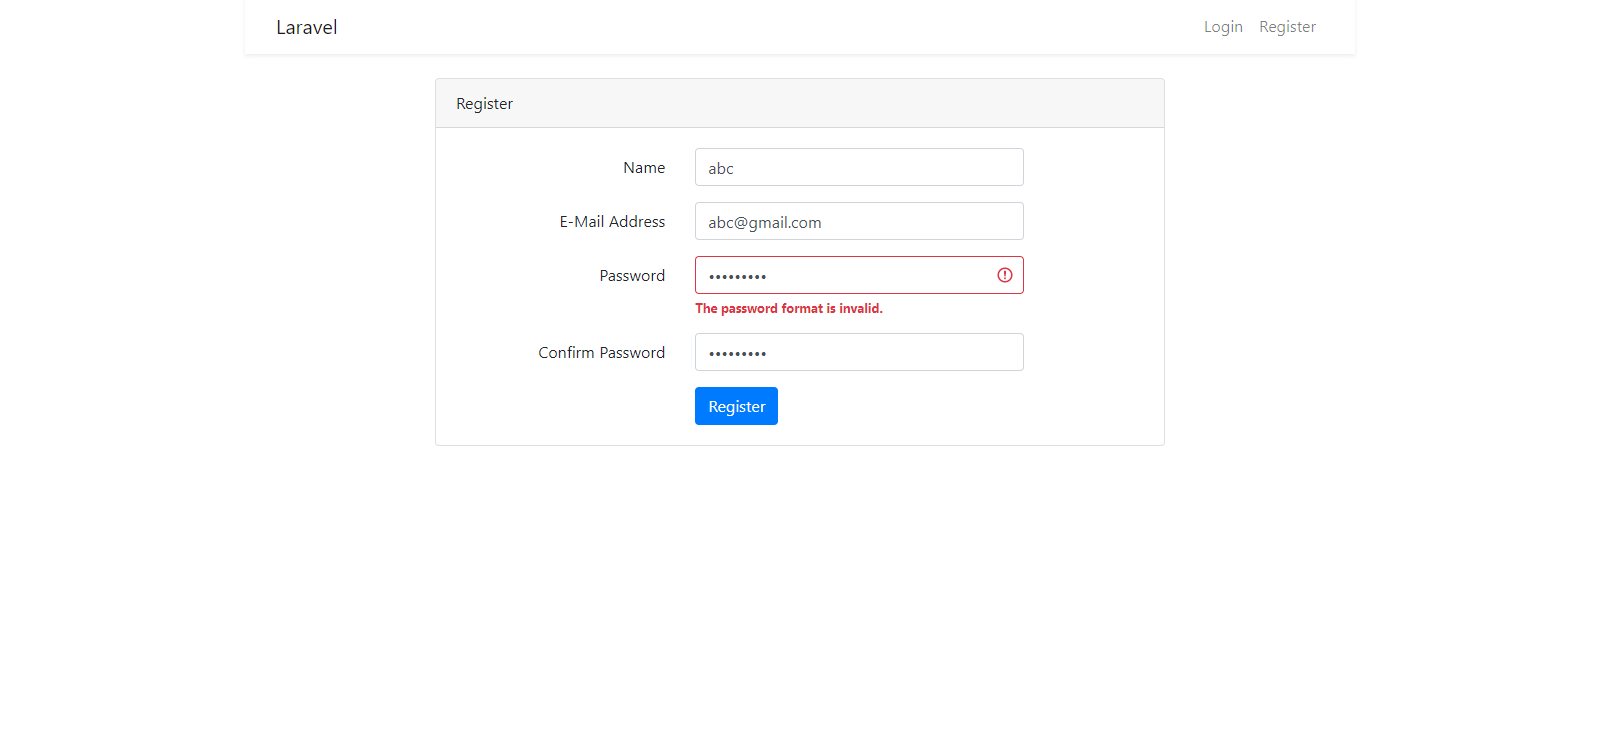 Laravel
Login Register
Register
Name abc
E-Mail Address abc@gmail.com
Password •••••••••
The password format is invalid.
Confirm Password •••••••••
Register